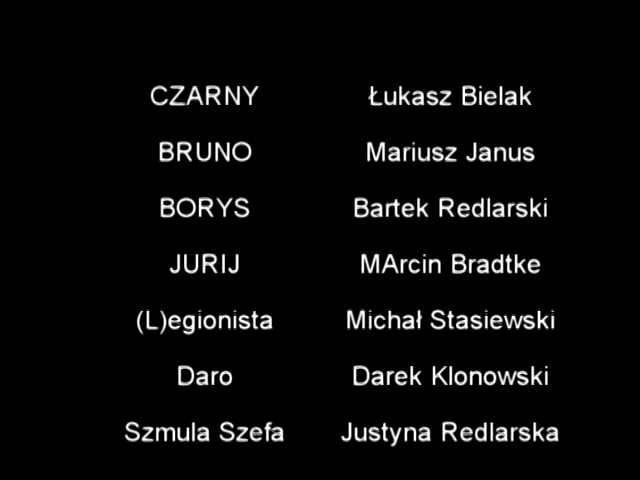 CZARNY Łukasz Bielak
BRUNO Mariusz Janus
BORYS Bartek Redlarski
JURIJ MArcin Bradtke
(L)egionista Michał Stasiewski
Daro Darek Klonowski
Szmula Szefa Justyna Redlarska